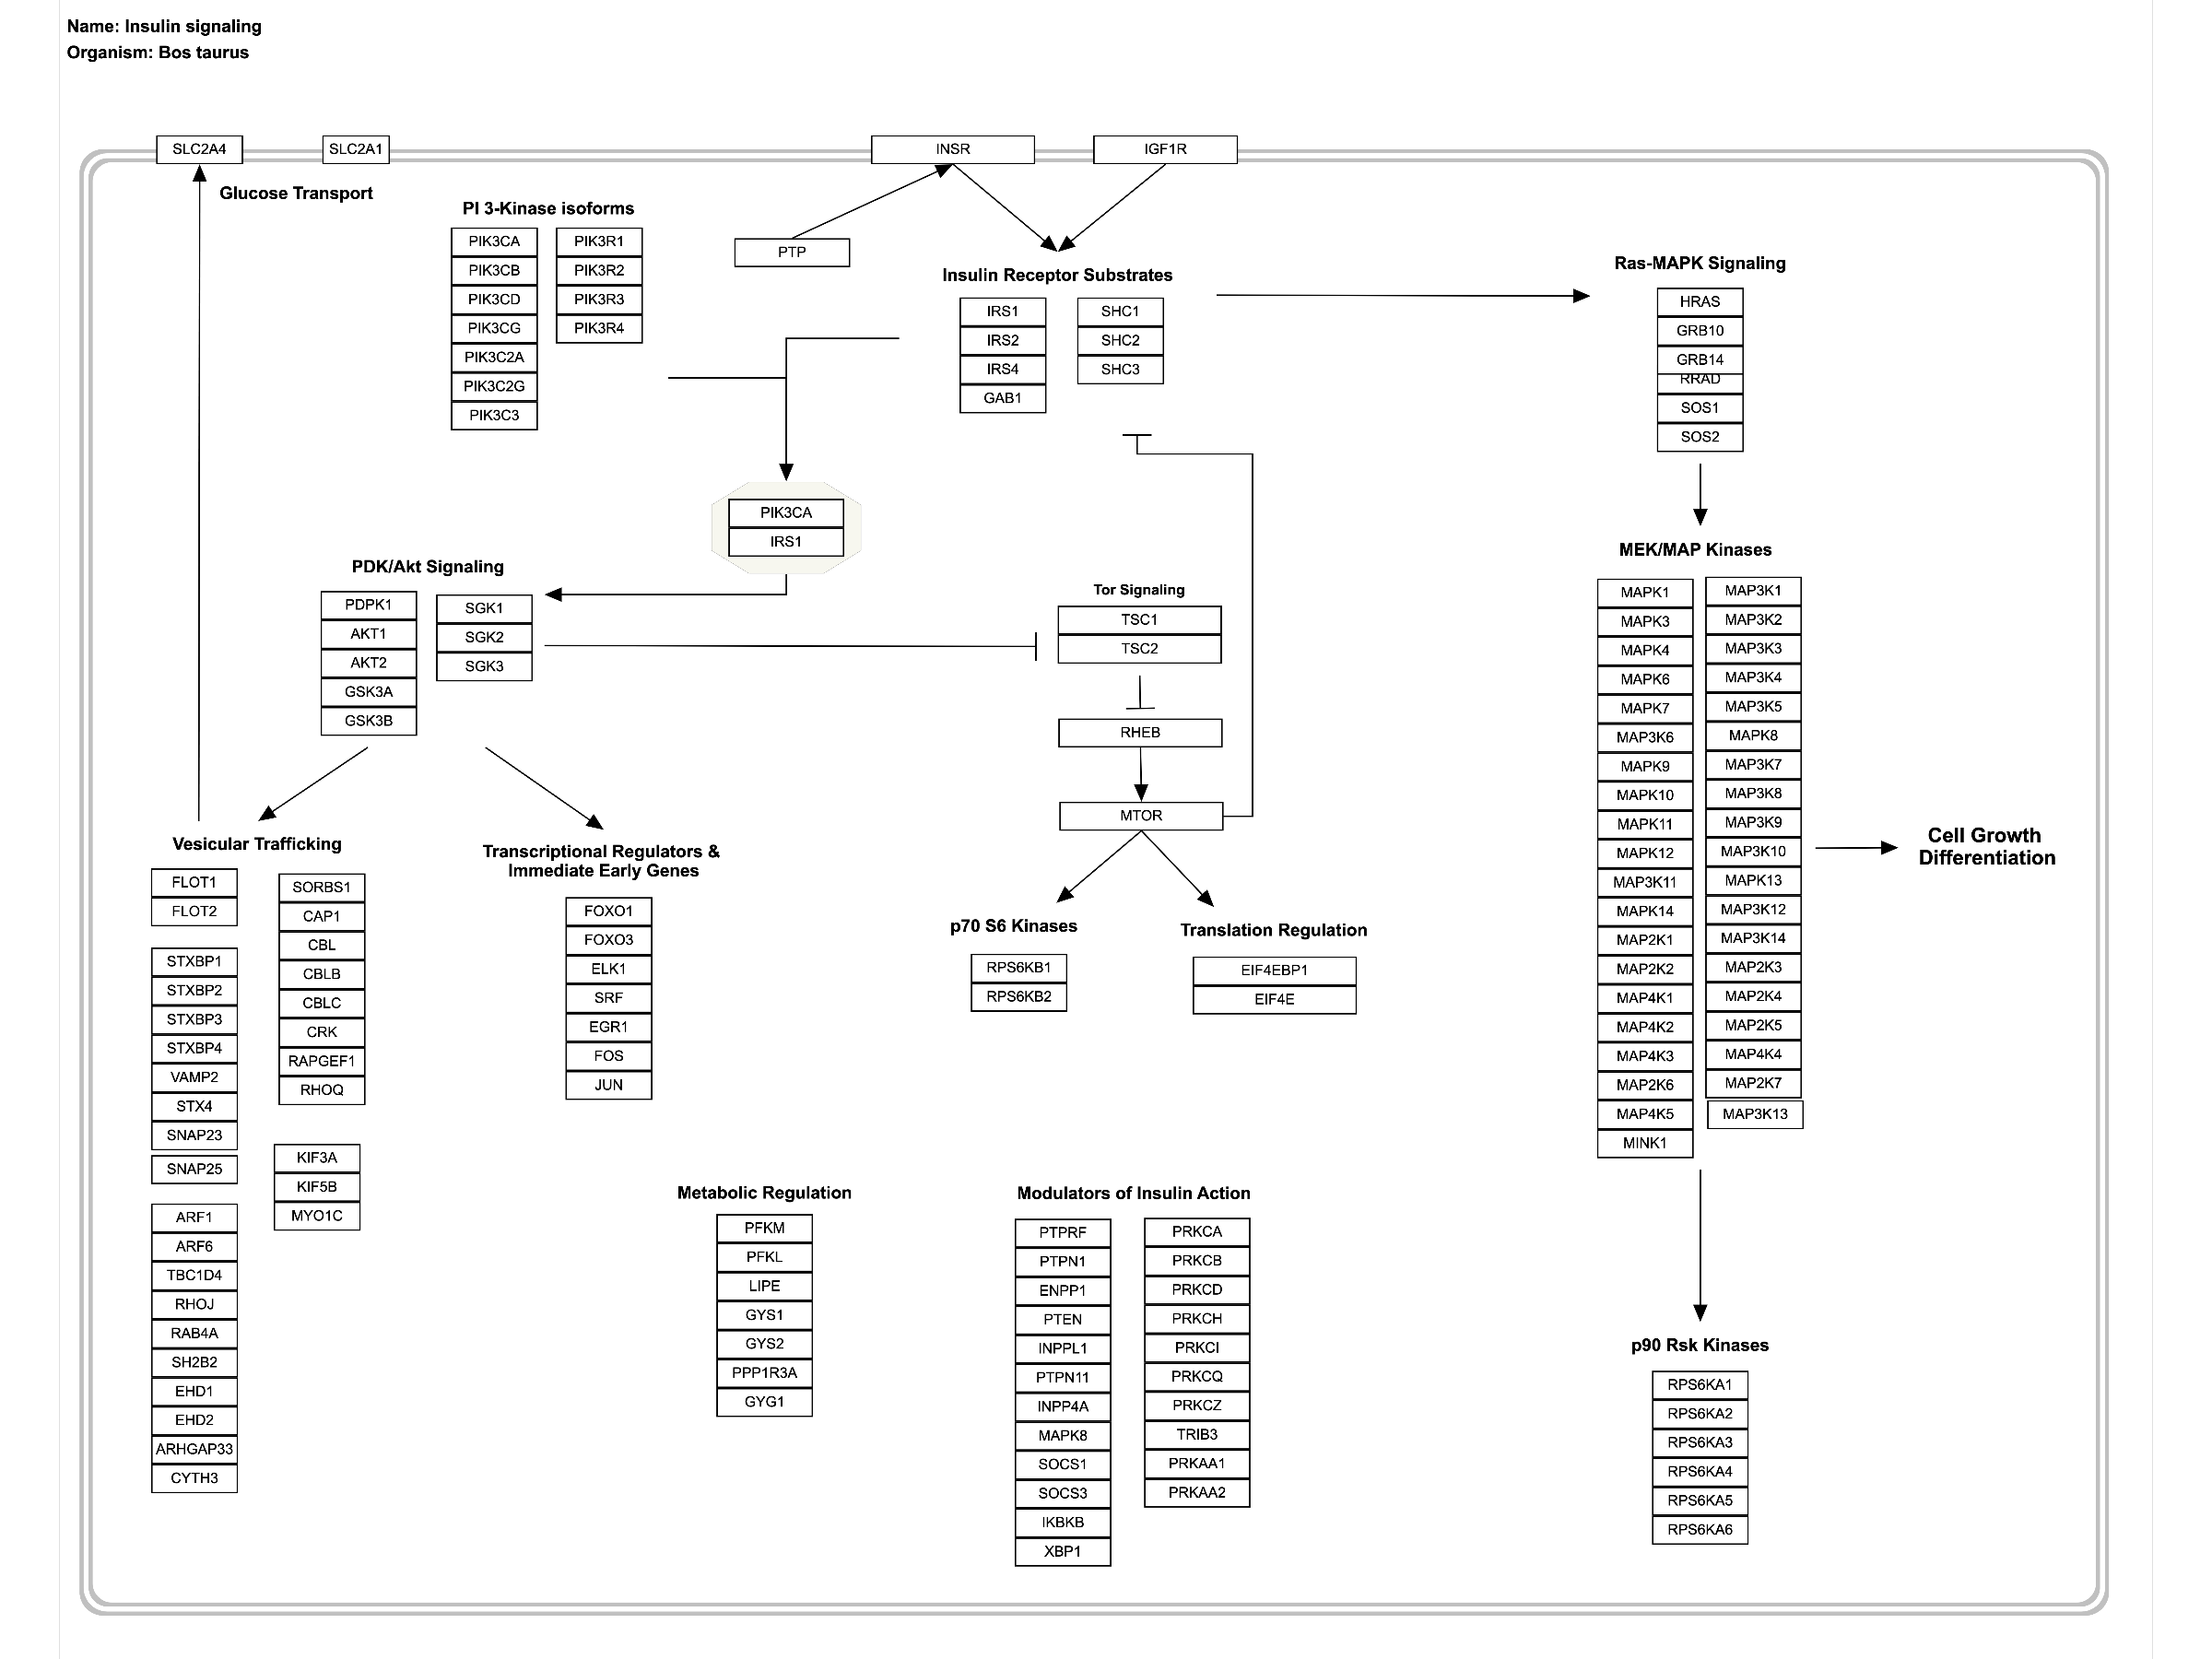 Name: Insulin signaling
Organism: Bos taurus
SLC2A4
SLC2A1
INSR
IGF1R
Glucose Transport
PI 3-Kinase isoforms
PIK3CA
PIK3CB
PIK3CD
PIK3CG
PIK3C2A
PIK3C2G
PIK3C3
PIK3R1
PIK3R2
PIK3R3
PIK3R4
PTP
Insulin Receptor Substrates
IRS1
IRS2
IRS4
GAB1
SHC1
SHC2
SHC3
Ras-MAPK Signaling
HRAS
GRB10
GRB14
RRAD
SOS1
SOS2
PIK3CA
IRS1
PDK/Akt Signaling
PDPK1
AKT1
AKT2
GSK3A
GSK3B
SGK1
SGK2
SGK3
Tor Signaling
TSC1
TSC2
RHEB
MTOR
MEK/MAP Kinases
MAPK1
MAPK3
MAPK4
MAPK6
MAPK7
MAP3K6
MAPK9
MAPK10
MAPK11
MAPK12
MAP3K11
MAPK14
MAP2K1
MAP2K2
MAP4K1
MAP4K2
MAP4K3
MAP2K6
MAP4K5
MINK1
MAP3K1
MAP3K2
MAP3K3
MAP3K4
MAP3K5
MAPK8
MAP3K7
MAP3K8
MAP3K9
MAP3K10
MAPK13
MAP3K12
MAP3K14
MAP2K3
MAP2K4
MAP2K5
MAP4K4
MAP2K7
MAP3K13
Cell Growth
Differentiation
Vesicular Trafficking
FLOT1
FLOT2
STXBP1
STXBP2
STXBP3
STXBP4
VAMP2
STX4
SNAP23
SNAP25
ARF1
ARF6
TBC1D4
RHOJ
RAB4A
SH2B2
EHD1
EHD2
ARHGAP33
CYTH3
SORBS1
CAP1
CBL
CBLB
CBLC
CRK
RAPGEF1
RHOQ
KIF3A
KIF5B
MYO1C
Transcriptional Regulators &
Immediate Early Genes
FOXO1
FOXO3
ELK1
SRF
EGR1
FOS
JUN
p70 S6 Kinases
RPS6KB1
RPS6KB2
Translation Regulation
EIF4EBP1
EIF4E
Metabolic Regulation
PFKM
PFKL
LIPE
GYS1
GYS2
PPP1R3A
GYG1
Modulators of Insulin Action
PTPRF
PTPN1
ENPP1
PTEN
INPPL1
PTPN11
INPP4A
MAPK8
SOCS1
SOCS3
IKBKB
XBP1
PRKCA
PRKCB
PRKCD
PRKCH
PRKCI
PRKCQ
PRKCZ
TRIB3
PRKAA1
PRKAA2
p90 Rsk Kinases
RPS6KA1
RPS6KA2
RPS6KA3
RPS6KA4
RPS6KA5
RPS6KA6